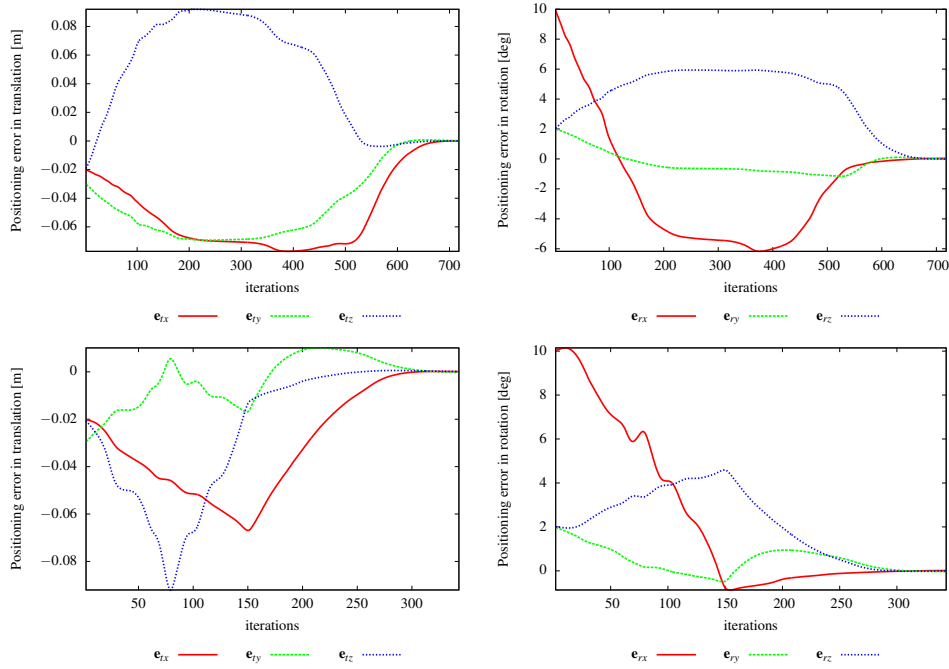 Positioning error in translation [m]
0.08
0.06
0.04
0.02
0
−0.02
−0.04
−0.06
100 200 300 400 500 600 700
iterations
e_tx e_ty e_tz
Positioning error in rotation [deg]
10
8
6
4
2
0
-2
-4
-6
100 200 300 400 500 600 700
iterations
e_rx e_ry e_rz
Positioning error in translation [m]
0
−0.02
−0.04
−0.06
−0.08
50 100 150 200 250 300
iterations
e_tx e_ty e_tz
Positioning error in rotation [deg]
10
8
6
4
2
0
50 100 150 200 250 300
iterations
e_rx e_ry e_rz